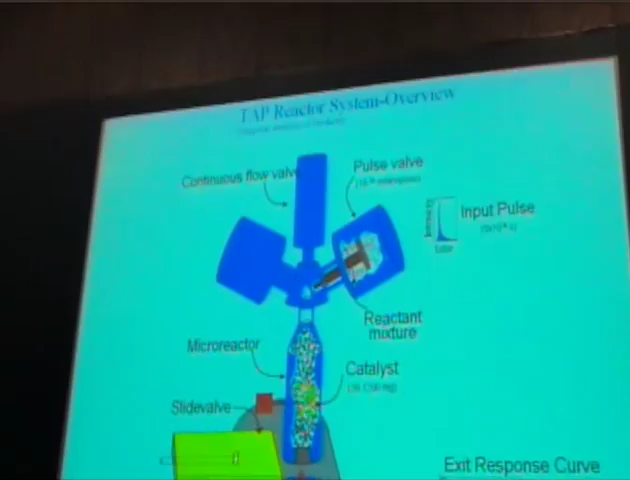 TAP Reactor System-Overview
Continuous flow valve
Pulse valve
Input Pulse
Reactant
mixture
Microreactor
Catalyst
Slidevalve
Exit Response Curve